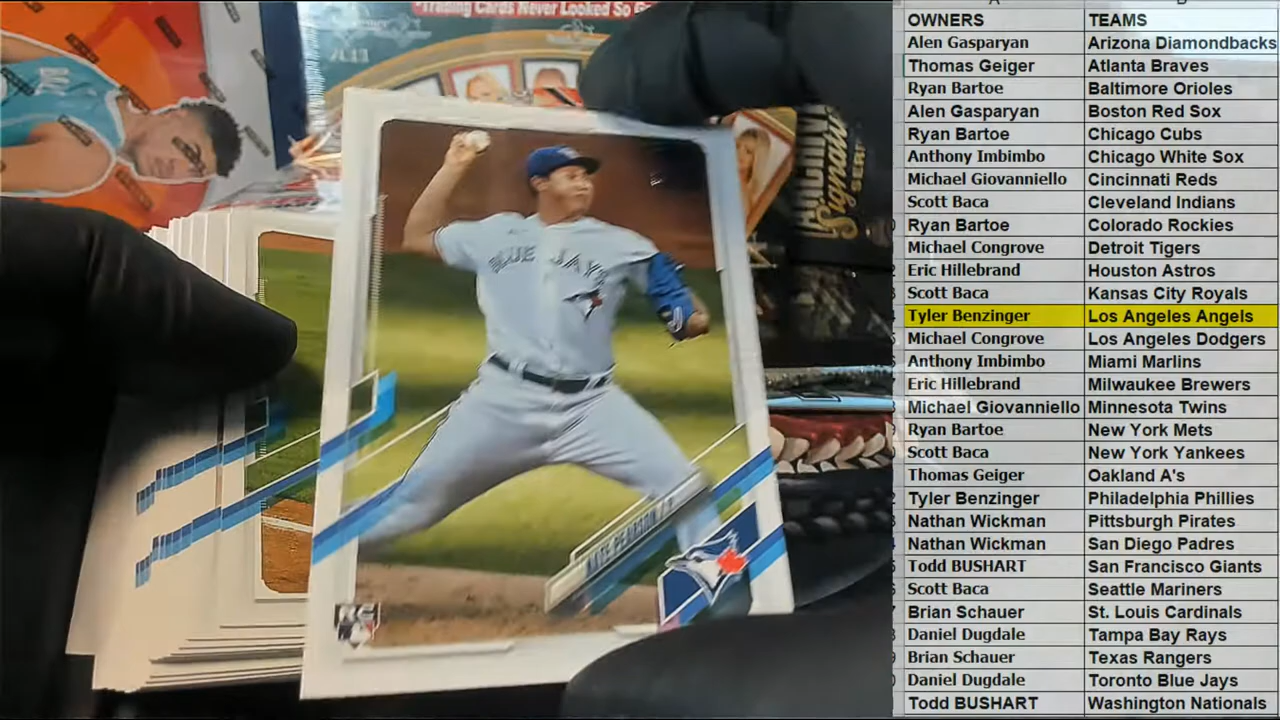 Trading Cards Never Looked So G
OWNERS TEAMS
Alen Gasparyan Arizona Diamondbacks
Thomas Geiger Atlanta Braves
Ryan Bartoe Baltimore Orioles
Alen Gasparyan Boston Red Sox
Ryan Bartoe Chicago Cubs
Anthony Imbimbo Chicago White Sox
Michael Giovanniello Cincinnati Reds
Scott Baca Cleveland Indians
Ryan Bartoe Colorado Rockies
Michael Congrove Detroit Tigers
Eric Hillebrand Houston Astros
Scott Baca Kansas City Royals
Tyler Benzinger Los Angeles Angels
Michael Congrove Los Angeles Dodgers
Anthony Imbimbo Miami Marlins
Eric Hillebrand Milwaukee Brewers
Michael Giovanniello Minnesota Twins
Ryan Bartoe New York Mets
Scott Baca New York Yankees
Thomas Geiger Oakland A's
Tyler Benzinger Philadelphia Phillies
Nathan Wickman Pittsburgh Pirates
Nathan Wickman San Diego Padres
Todd BUSHART San Francisco Giants
Scott Baca Seattle Mariners
Brian Schauer St. Louis Cardinals
Daniel Dugdale Tampa Bay Rays
Brian Schauer Texas Rangers
Daniel Dugdale Toronto Blue Jays
Todd BUSHART Washington Nationals
BLUE JAYS
NATE PEARSON
RC
Signature